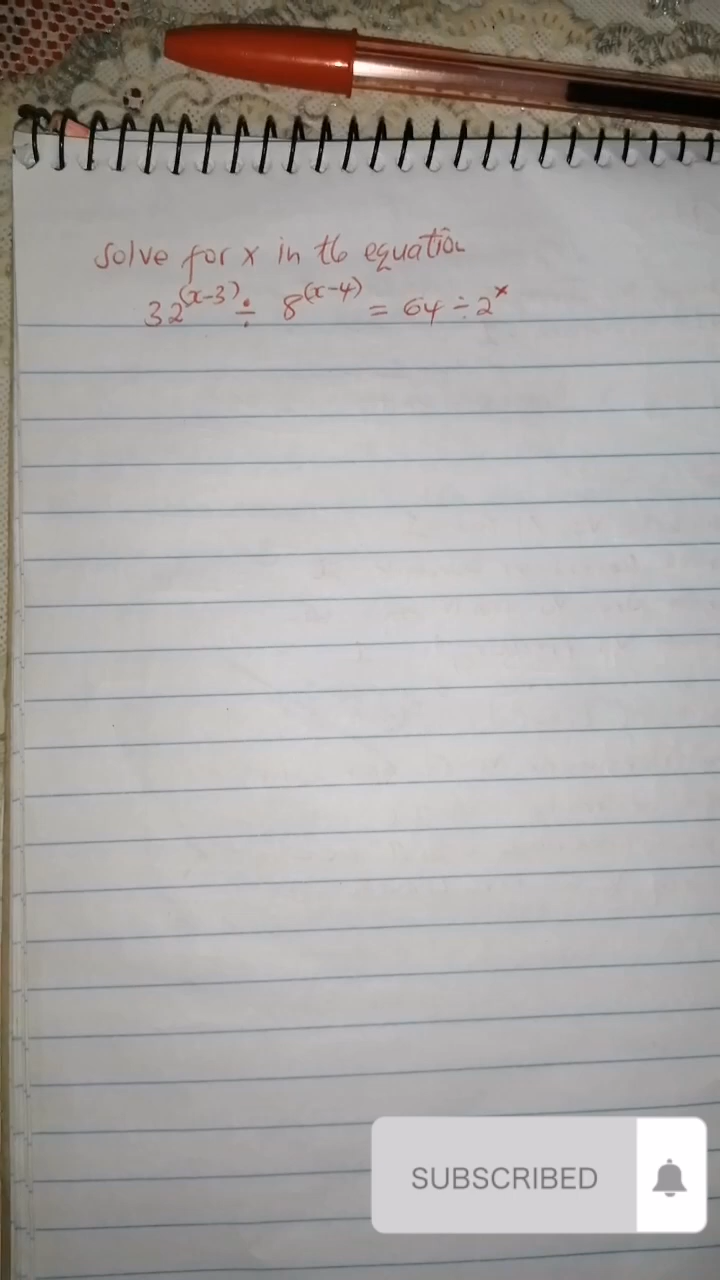 solve for x in the equation
32^(x-3) ÷ 8^(x-4) = 64 ÷ 2^x
SUBSCRIBED